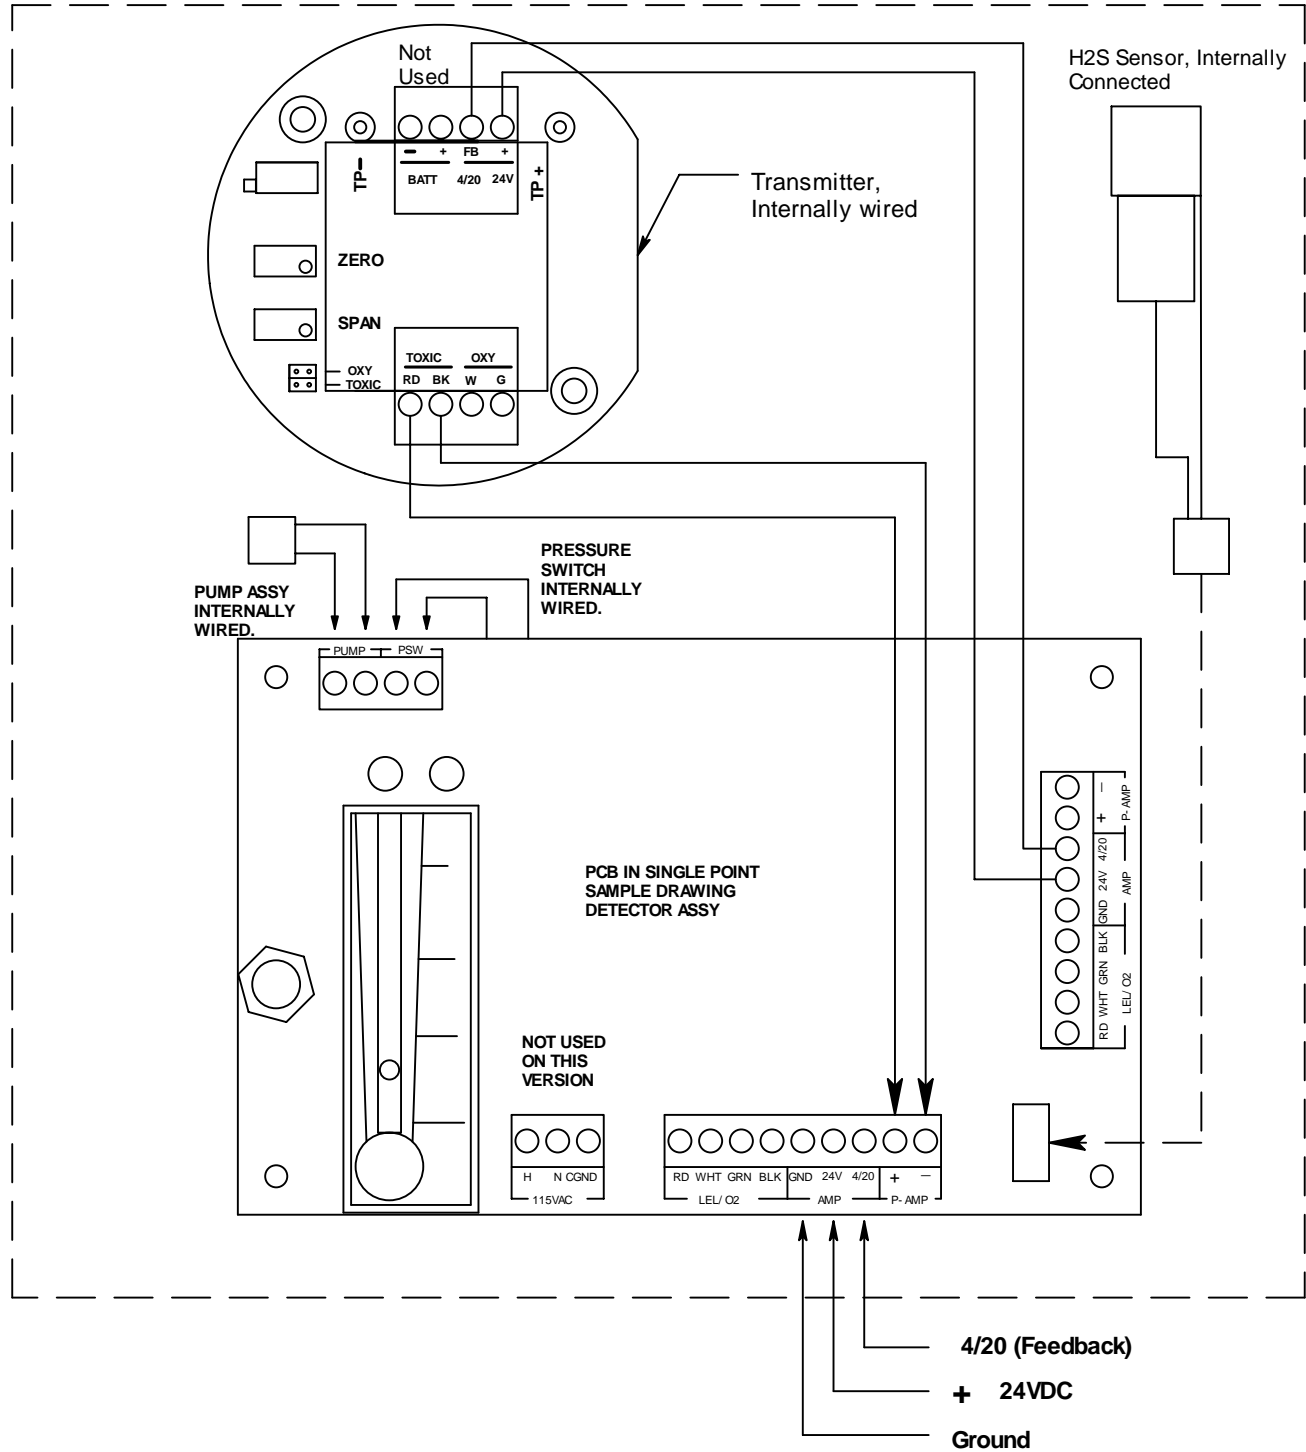 Not
Used
H2S Sensor, Internally
Connected
− + FB +
BATT 4/20 24V
TP−
TP +
Transmitter,
Internally wired
ZERO
SPAN
TOXIC OXY
RD BK W G
OXY
TOXIC
PRESSURE
SWITCH
INTERNALLY
WIRED.
PUMP ASSY
INTERNALLY
WIRED.
PUMP PSW
− + 4/20 24V GND BLK GRN WHT RD
P- AMP AMP LEL/ O2
PCB IN SINGLE POINT
SAMPLE DRAWING
DETECTOR ASSY
NOT USED
ON THIS
VERSION
H N CGND
115VAC
RD WHT GRN BLK GND 24V 4/20 + −
LEL/ O2 AMP P- AMP
4/20 (Feedback)
+ 24VDC
Ground